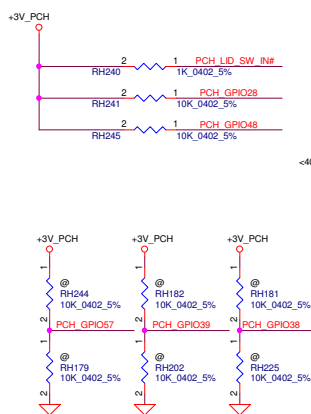 +3V_PCH
2 1 PCH_LID_SW_IN#
RH240 1K_0402_5%
2 1 PCH_GPIO28
RH241 10K_0402_5%
2 1 PCH_GPIO48
RH245 10K_0402_5%
+3V_PCH +3V_PCH +3V_PCH
1 1 1
@ @ @
RH244 RH182 RH181
10K_0402_5% 10K_0402_5% 10K_0402_5%
2 2 2
PCH_GPIO57 PCH_GPIO39 PCH_GPIO38
1 1 1
@ @ @
RH179 RH202 RH225
10K_0402_5% 10K_0402_5% 10K_0402_5%
2 2 2